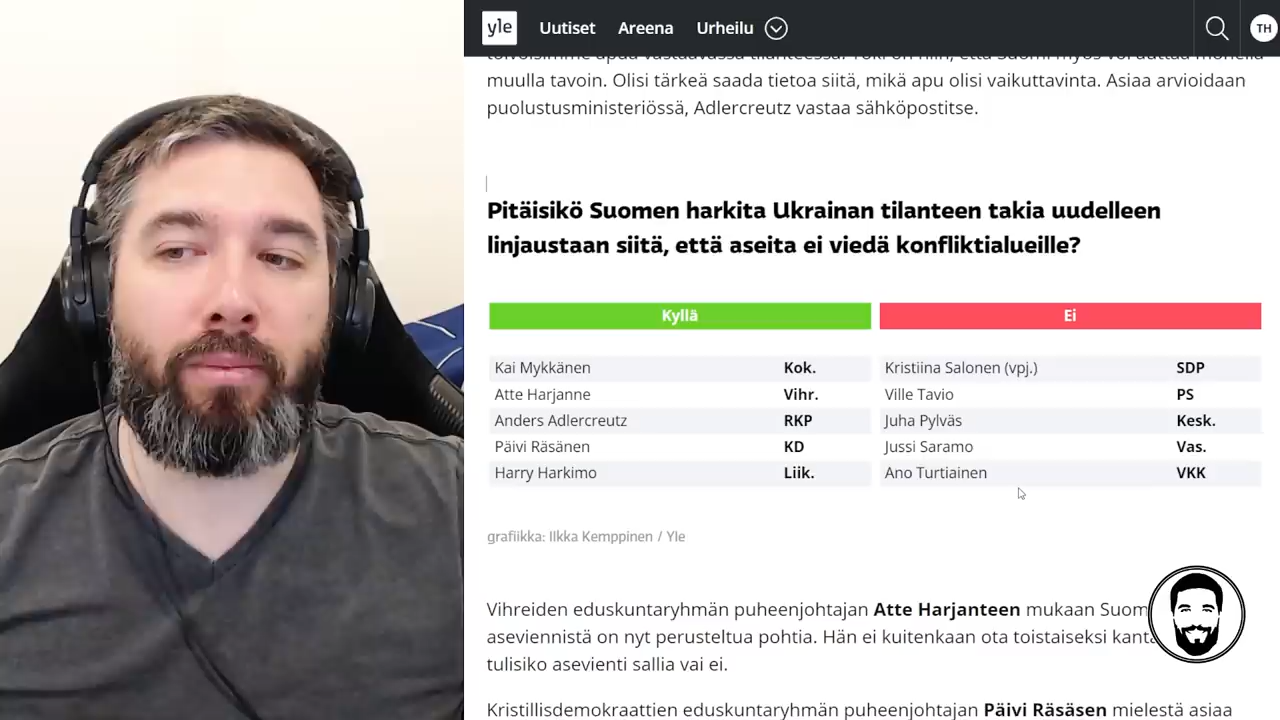 yle Uutiset Areena Urheilu TH
muulla tavoin. Olisi tärkeä saada tietoa siitä, mikä apu olisi vaikuttavinta. Asiaa arvioidaan
puolustusministeriössä, Adlercreutz vastaa sähköpostitse.
Pitäisikö Suomen harkita Ukrainan tilanteen takia uudelleen
linjaustaan siitä, että aseita ei viedä konfliktialueille?
Kyllä Ei
Kai Mykkänen Kok. Kristiina Salonen (vpj.) SDP
Atte Harjanne Vihr. Ville Tavio PS
Anders Adlercreutz RKP Juha Pylväs Kesk.
Päivi Räsänen KD Jussi Saramo Vas.
Harry Harkimo Liik. Ano Turtiainen VKK
grafiikka: Ilkka Kemppinen / Yle
Vihreiden eduskuntaryhmän puheenjohtajan Atte Harjanteen mukaan
aseviennistä on nyt perusteltua pohtia. Hän ei kuitenkaan ota toistaiseksi
tulisiko asevienti sallia vai ei.
Kristillisdemokraattien eduskuntaryhmän puheenjohtajan Päivi Räsäsen mielestä asiaa